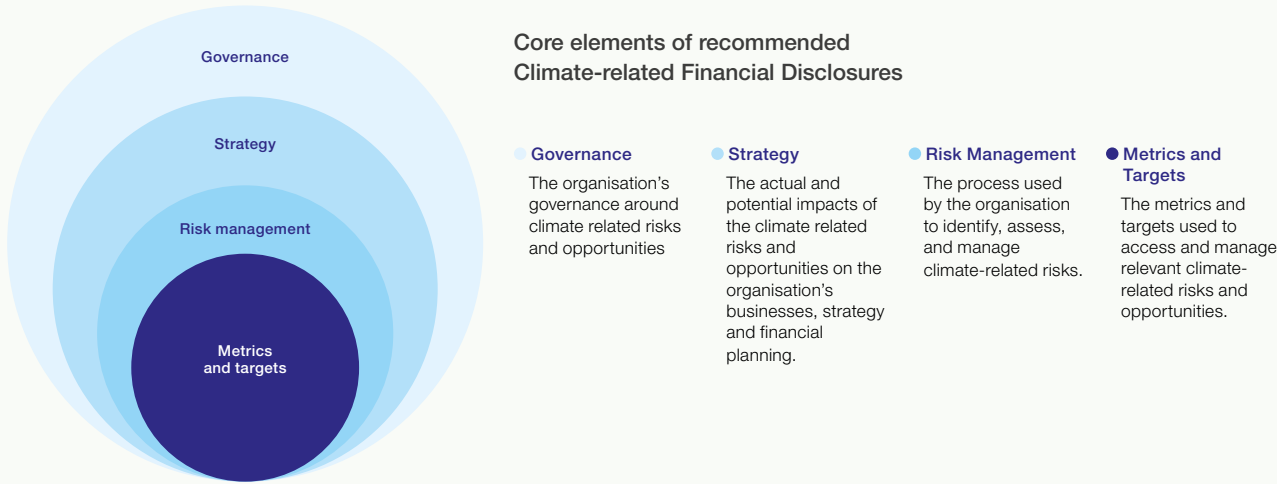 Governance
Strategy
Risk management
Metrics
and targets
Core elements of recommended
Climate-related Financial Disclosures
Governance
The organisation's
governance around
climate related risks
and opportunities
Strategy
The actual and
potential impacts of
the climate related
risks and
opportunities on the
organisation's
businesses, strategy
and financial
planning.
Risk Management
The process used
by the organisation
to identify, assess,
and manage
climate-related risks.
Metrics and
Targets
The metrics and
targets used to
access and manage
relevant climate-
related risks and
opportunities.